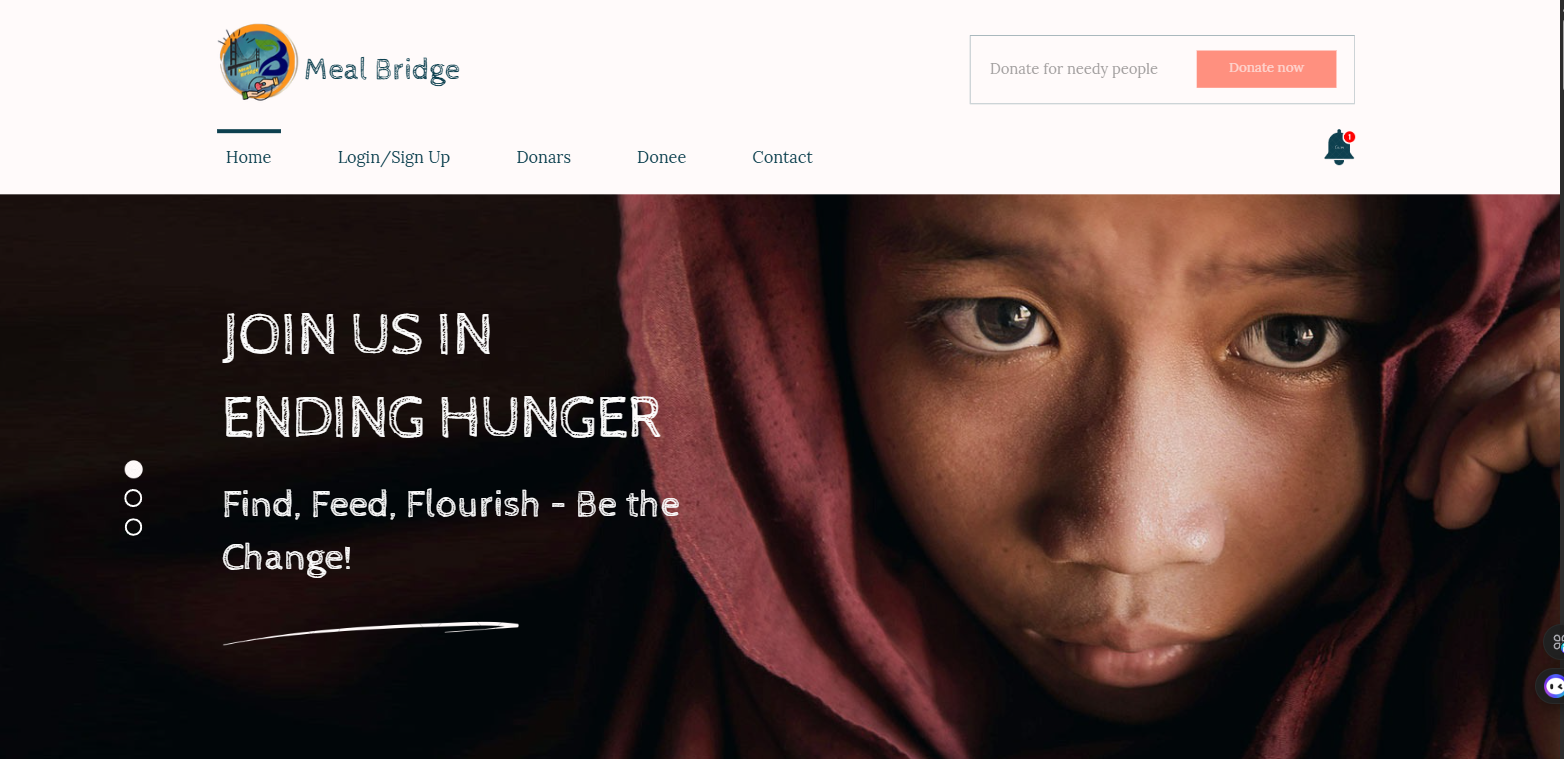 Meal Bridge
Donate for needy people
Donate now
1
Home
Login/Sign Up
Donars
Donee
Contact
JOIN US IN
ENDING HUNGER
Find, Feed, Flourish - Be the
Change!